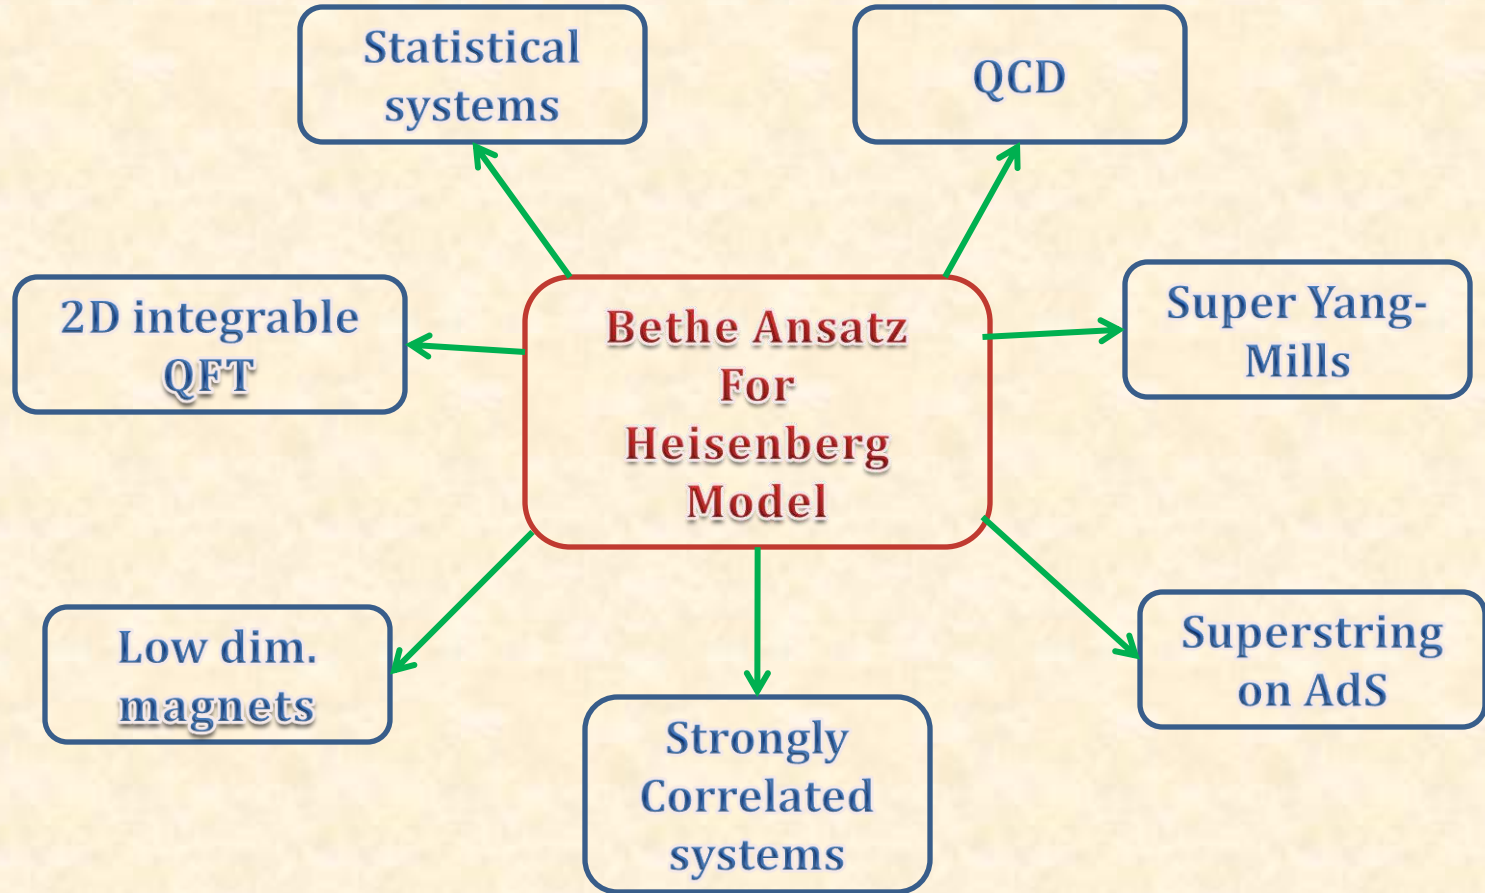 Statistical
systems
QCD
2D integrable
QFT
Bethe Ansatz
For
Heisenberg
Model
Super Yang-
Mills
Low dim.
magnets
Strongly
Correlated
systems
Superstring
on AdS